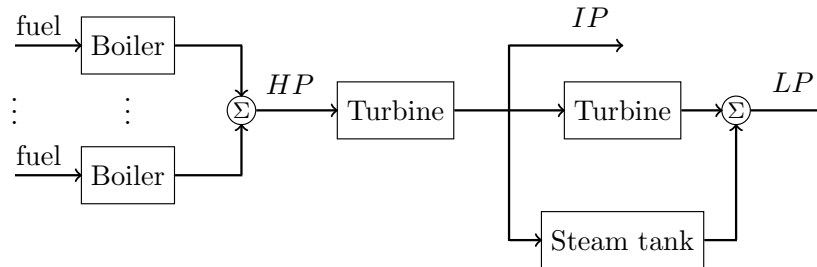 fuel
Boiler
Σ
HP
Turbine
IP
Turbine
Σ
LP
fuel
Boiler
Steam tank